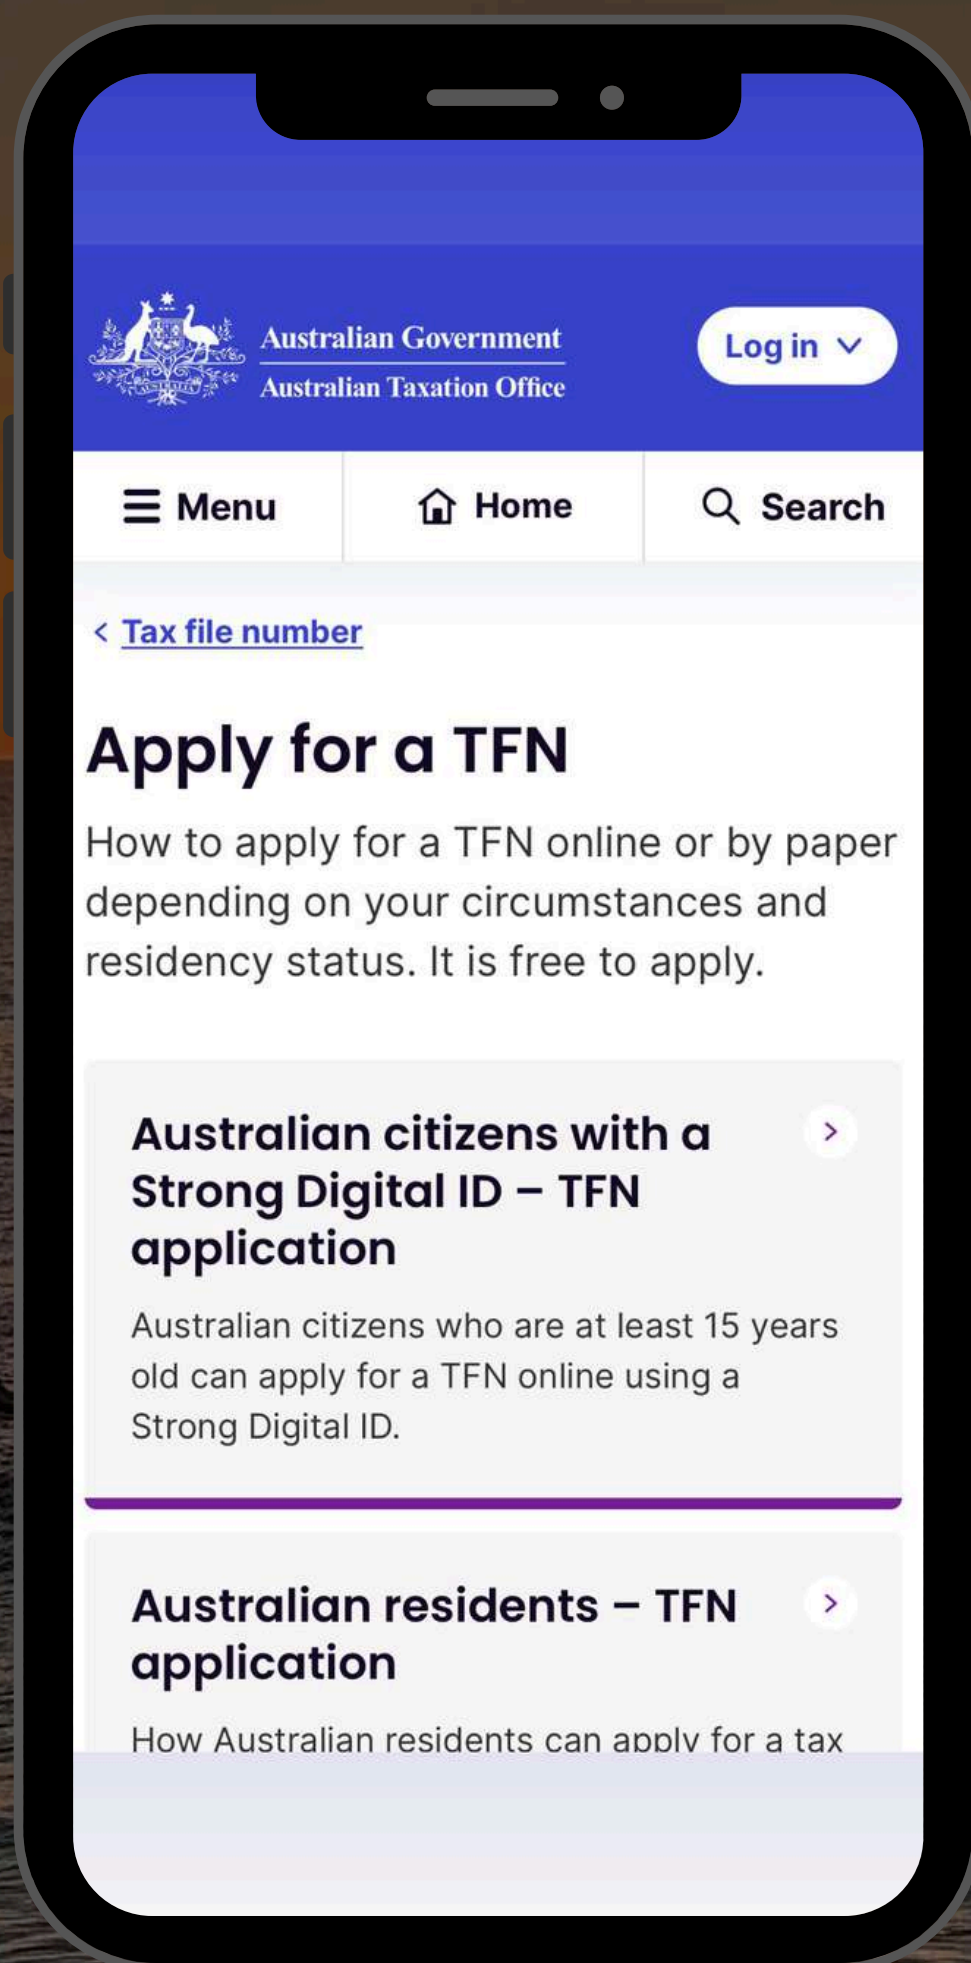 Australian Government
Australian Taxation Office
Log in
Menu
Home
Search
Tax file number
Apply for a TFN
How to apply for a TFN online or by paper
depending on your circumstances and
residency status. It is free to apply.
Australian citizens with a
Strong Digital ID – TFN
application
Australian citizens who are at least 15 years
old can apply for a TFN online using a
Strong Digital ID.
Australian residents – TFN
application
How Australian residents can apply for a tax